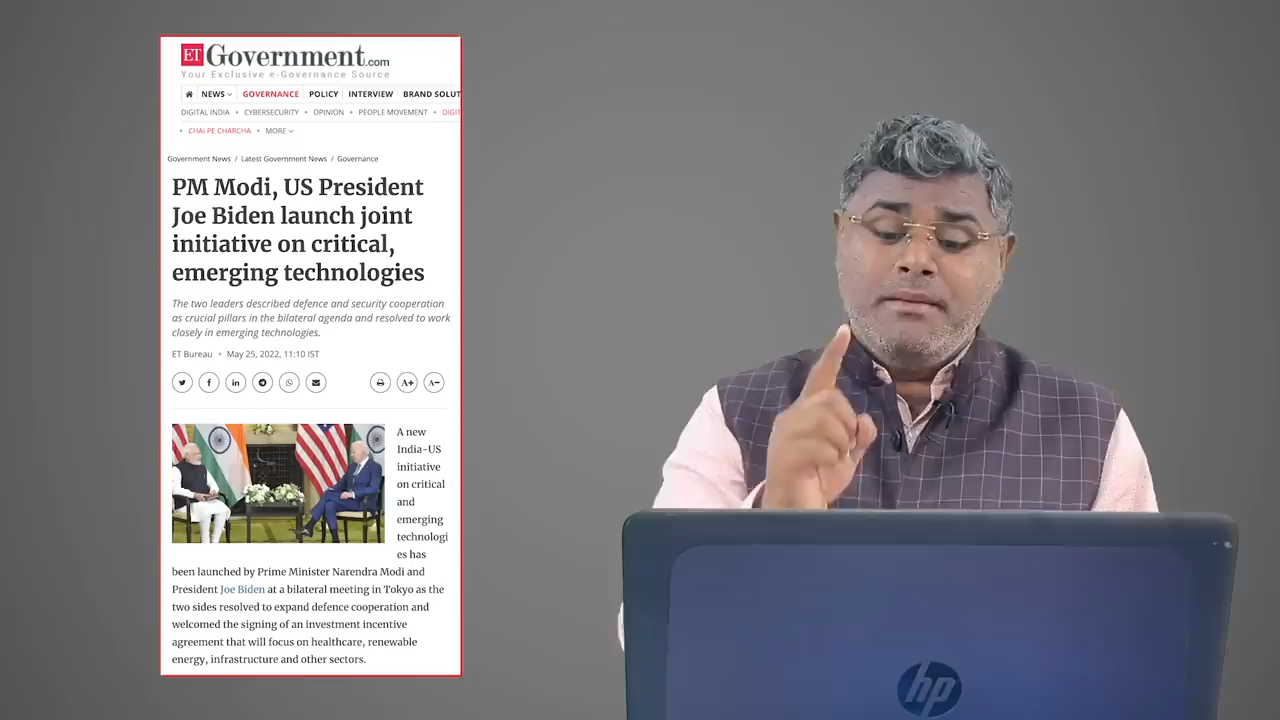 ET Government.com
Your Exclusive e-Governance Source
NEWS GOVERNANCE POLICY INTERVIEW BRAND SOLUT
DIGITAL INDIA • CYBERSECURITY • OPINION • PEOPLE MOVEMENT • DIGIT
• CHAI PE CHARCHA • MORE
Government News / Latest Government News / Governance
PM Modi, US President
Joe Biden launch joint
initiative on critical,
emerging technologies
The two leaders described defence and security cooperation
as crucial pillars in the bilateral agenda and resolved to work
closely in emerging technologies.
ET Bureau • May 25, 2022, 11:10 IST
A+ A−
A new
India-US
initiative
on critical
and
emerging
technologi
es has
been launched by Prime Minister Narendra Modi and
President Joe Biden at a bilateral meeting in Tokyo as the
two sides resolved to expand defence cooperation and
welcomed the signing of an investment incentive
agreement that will focus on healthcare, renewable
energy, infrastructure and other sectors.
hp